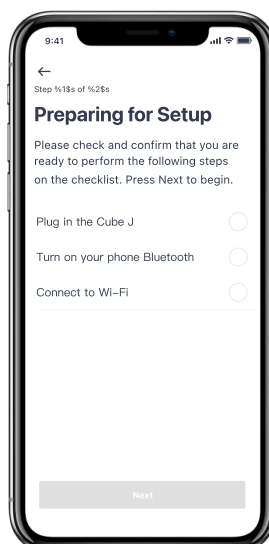 9:41
Step %1$s of %2$s
Preparing for Setup
Please check and confirm that you are
ready to perform the following steps
on the checklist. Press Next to begin.
Plug in the Cube J
Turn on your phone Bluetooth
Connect to Wi-Fi
Next